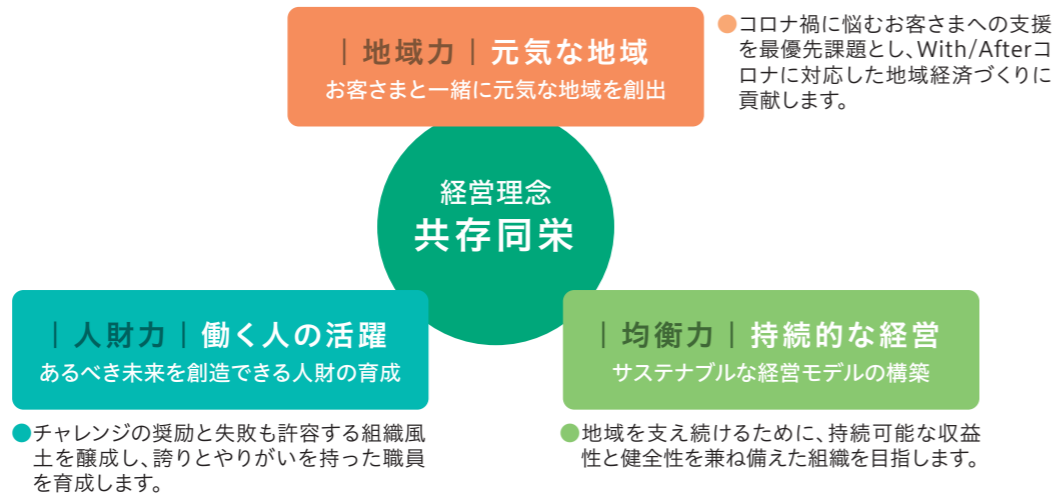 ｜地域力｜元気な地域
お客さまと一緒に元気な地域を創出
●コロナ禍に悩むお客さまへの支援
を最優先課題とし、With/Afterコ
ロナに対応した地域経済づくりに
貢献します。
経営理念
共存同栄
｜人財力｜働く人の活躍
あるべき未来を創造できる人財の育成
●チャレンジの奨励と失敗も許容する組織風
土を醸成し、誇りとやりがいを持った職員
を育成します。
｜均衡力｜持続的な経営
サステナブルな経営モデルの構築
●地域を支え続けるために、持続可能な収益
性と健全性を兼ね備えた組織を目指します。